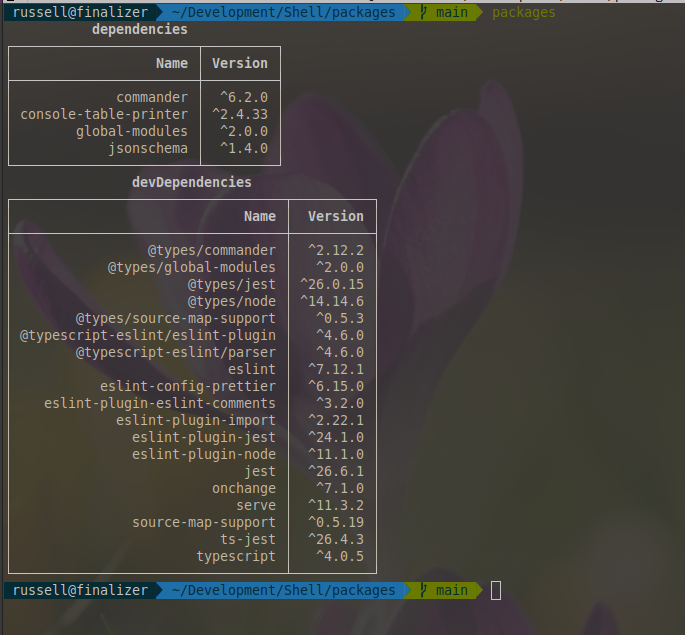 russell@finalizer ~/Development/Shell/packages main packages
dependencies
Name Version
commander ^6.2.0
console-table-printer ^2.4.33
global-modules ^2.0.0
jsonschema ^1.4.0
devDependencies
Name Version
@types/commander ^2.12.2
@types/global-modules ^2.0.0
@types/jest ^26.0.15
@types/node ^14.14.6
@types/source-map-support ^0.5.3
@typescript-eslint/eslint-plugin ^4.6.0
@typescript-eslint/parser ^4.6.0
eslint ^7.12.1
eslint-config-prettier ^6.15.0
eslint-plugin-eslint-comments ^3.2.0
eslint-plugin-import ^2.22.1
eslint-plugin-jest ^24.1.0
eslint-plugin-node ^11.1.0
jest ^26.6.1
onchange ^7.1.0
serve ^11.3.2
source-map-support ^0.5.19
ts-jest ^26.4.3
typescript ^4.0.5
russell@finalizer ~/Development/Shell/packages main